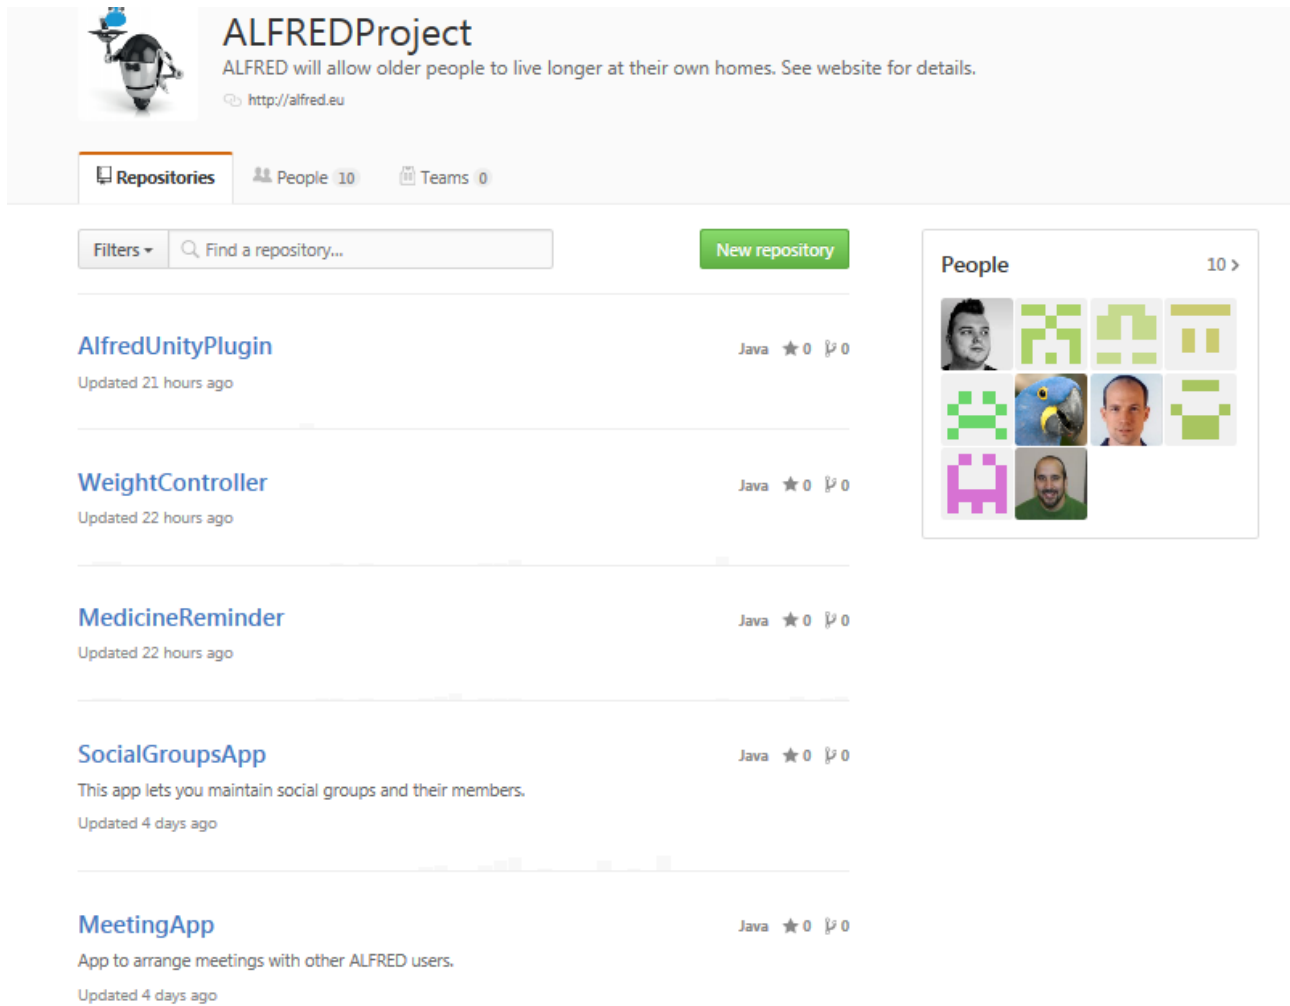 ALFREDProject
ALFRED will allow older people to live longer at their own homes. See website for details.
http://alfred.eu
Repositories People 10 Teams 0
Filters Find a repository... New repository
People 10
AlfredUnityPlugin Java 0 0
Updated 21 hours ago
WeightController Java 0 0
Updated 22 hours ago
MedicineReminder Java 0 0
Updated 22 hours ago
SocialGroupsApp Java 0 0
This app lets you maintain social groups and their members.
Updated 4 days ago
MeetingApp Java 0 0
App to arrange meetings with other ALFRED users.
Updated 4 days ago